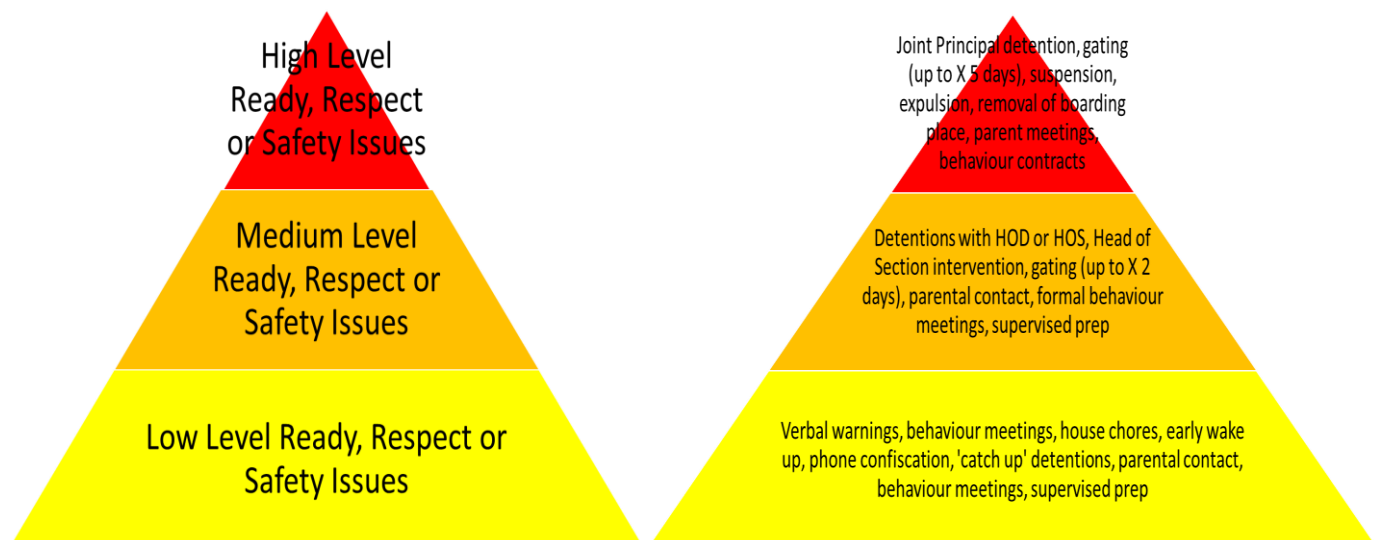 High Level
Ready, Respect
or Safety Issues
Medium Level
Ready, Respect or
Safety Issues
Low Level Ready, Respect or
Safety Issues
Joint Principal detention, gating
(up to X 5 days), suspension,
expulsion, removal of boarding
place, parent meetings,
behaviour contracts
Detentions with HOD or HOS, Head of
Section intervention, gating (up to X 2
days), parental contact, formal behaviour
meetings, supervised prep
Verbal warnings, behaviour meetings, house chores, early wake
up, phone confiscation, 'catch up' detentions, parental contact,
behaviour meetings, supervised prep